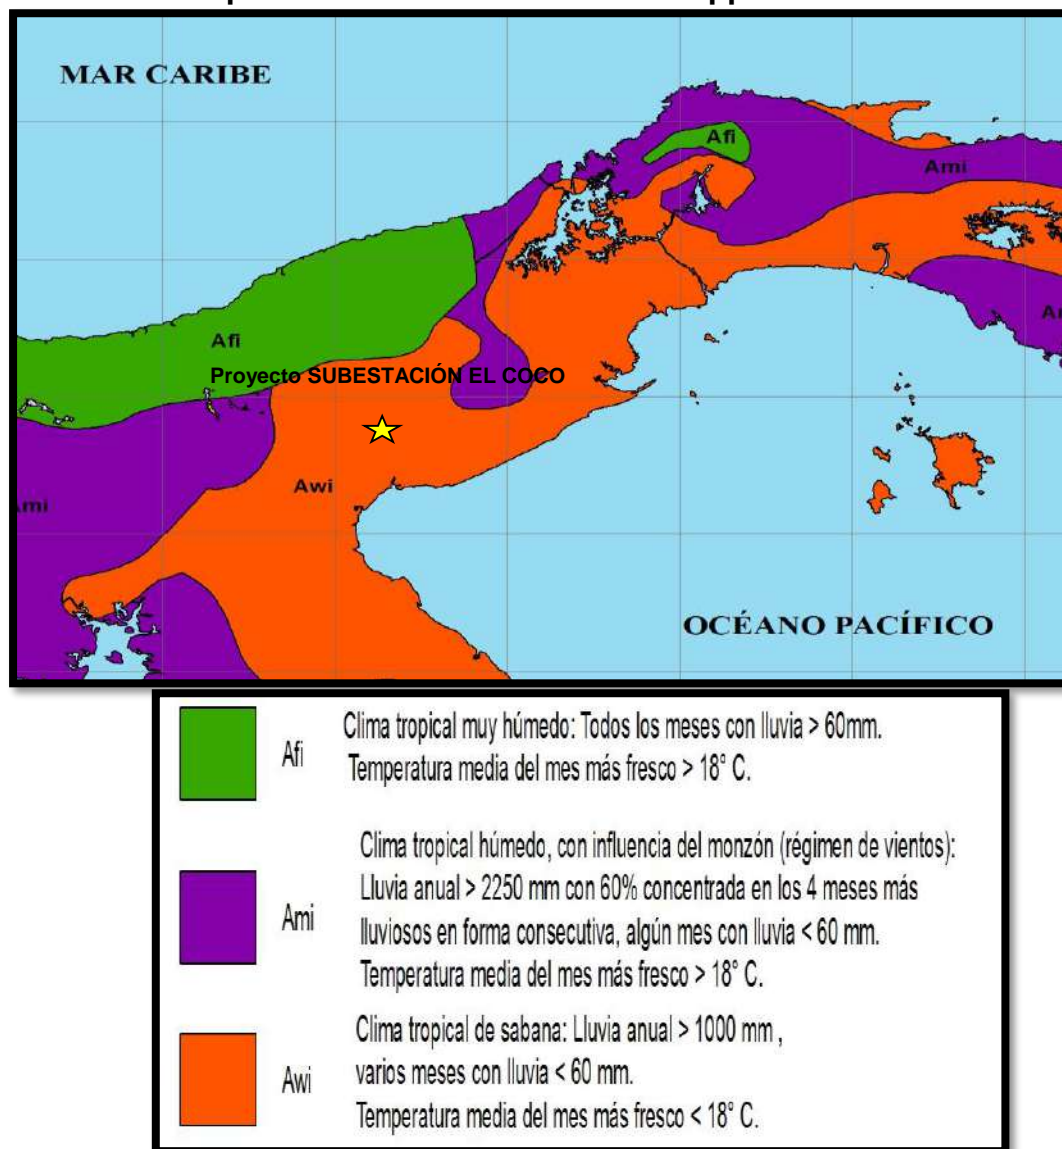 MAR CARIBE
Afi
Ami
Afi
Proyecto SUBESTACIÓN EL COCO
Awi
OCÉANO PACÍFICO
Afi
Clima tropical muy húmedo: Todos los meses con lluvia > 60mm.
Temperatura media del mes más fresco > 18° C.
Ami
Clima tropical húmedo, con influencia del monzón (régimen de vientos):
Lluvia anual > 2250 mm con 60% concentrada en los 4 meses más
lluviosos en forma consecutiva, algún mes con lluvia < 60 mm.
Temperatura media del mes más fresco > 18° C.
Awi
Clima tropical de sabana: Lluvia anual > 1000 mm ,
varios meses con lluvia < 60 mm.
Temperatura media del mes más fresco < 18° C.